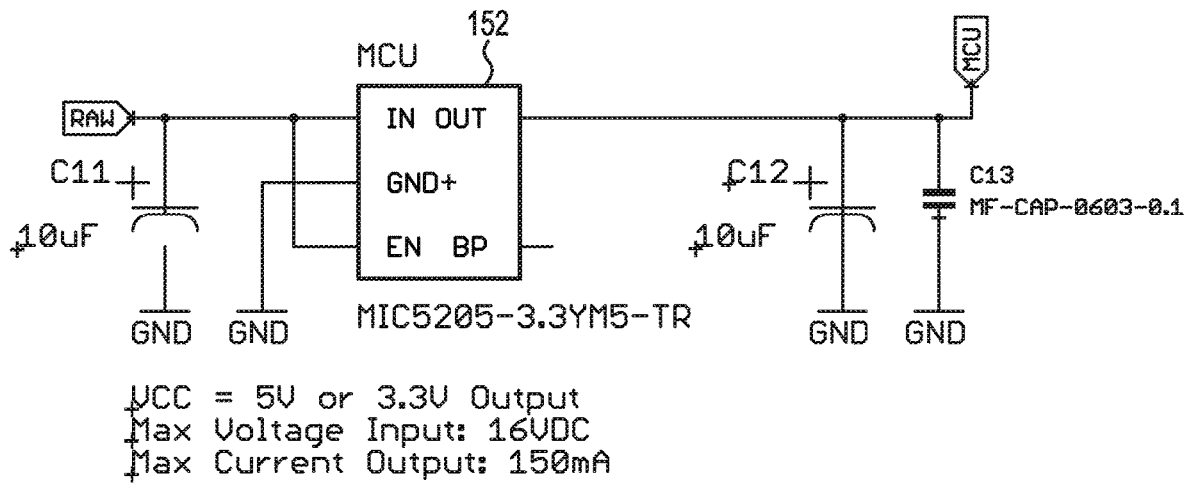 152
MCU
MCU
RAW
IN OUT
C11
GND+
C12
C13
MF-CAP-0603-0.1
10uF
EN BP
10uF
GND GND
MIC5205-3.3YM5-TR
GND GND
VCC = 5V or 3.3V Output
Max Voltage Input: 16VDC
Max Current Output: 150mA